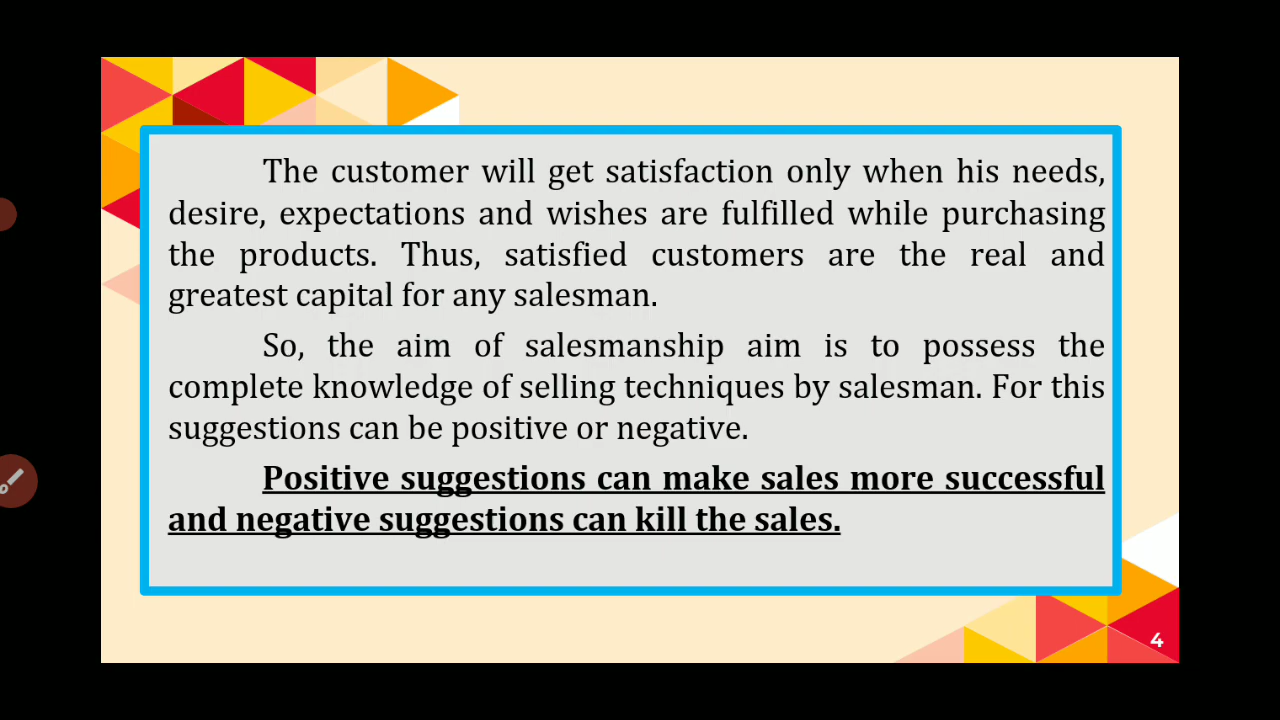 The customer will get satisfaction only when his needs,
desire, expectations and wishes are fulfilled while purchasing
the products. Thus, satisfied customers are the real and
greatest capital for any salesman.
So, the aim of salesmanship aim is to possess the
complete knowledge of selling techniques by salesman. For this
suggestions can be positive or negative.
Positive suggestions can make sales more successful
and negative suggestions can kill the sales.
4